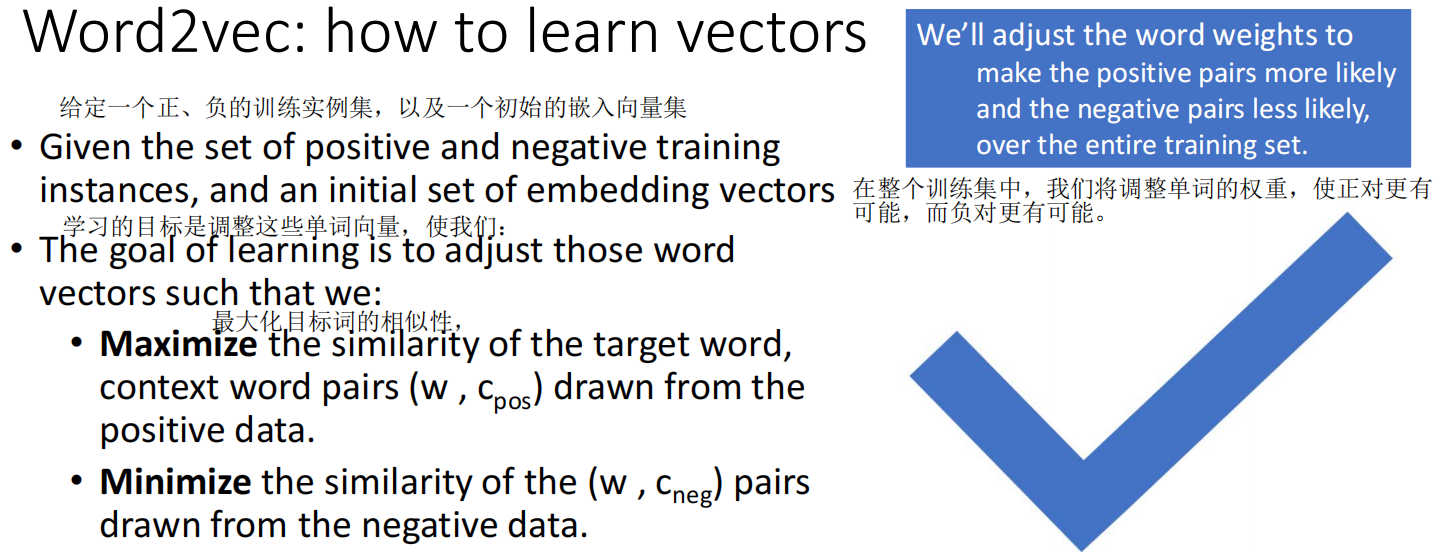 Word2vec: how to learn vectors
给定一个正、负的训练实例集，以及一个初始的嵌入向量集
• Given the set of positive and negative training
instances, and an initial set of embedding vectors
学习的目标是调整这些单词向量，使我们：
• The goal of learning is to adjust those word
vectors such that we:
最大化目标词的相似性，
• Maximize the similarity of the target word,
context word pairs (w , cpos) drawn from the
positive data.
• Minimize the similarity of the (w , cneg) pairs
drawn from the negative data.
We’ll adjust the word weights to
make the positive pairs more likely
and the negative pairs less likely,
over the entire training set.
在整个训练集中，我们将调整单词的权重，使正对更有
可能，而负对更有可能。